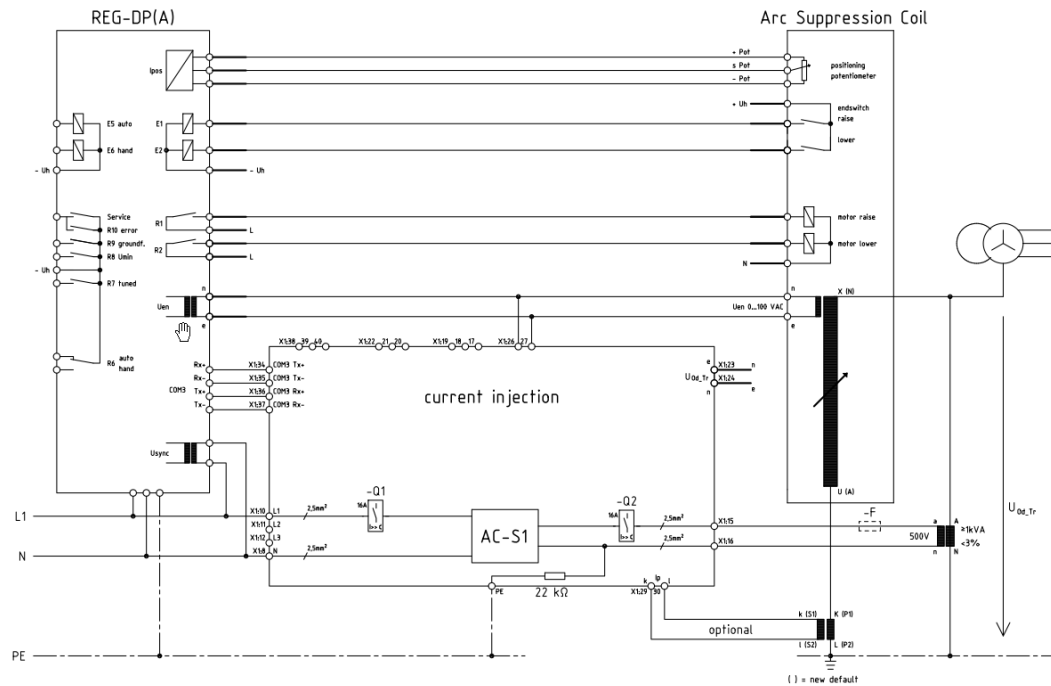 REG-DP(A)
Arc Suppression Coil
Ipos
+ Pot
s Pot
- Pot
positioning
potentiometer
+ Uh
endswitch
raise
lower
E5 auto
E1
E6 hand
E2
- Uh
- Uh
Service
R10 error
R9 groundf.
R8 Umin
- Uh
R7 tuned
R1
L
R2
L
motor raise
motor lower
N
n
Uen
e
n
Uen 0...100 VAC
e
X (N)
R6
auto
hand
X1:38
39
40
X1:22
21
20
X1:19
18
17
X1:26
27
Rx+
Rx-
COM3
Tx+
Tx-
X1:34
COM3 Tx+
X1:35
COM3 Tx-
X1:36
COM3 Rx+
X1:37
COM3 Rx-
current injection
e
X1:23
n
U0d_Tr
X1:24
n
e
Usync
U (A)
U0d_Tr
L1
X1:10
L1
2,5mm²
-Q1
16A
I>> C
X1:11
L2
X1:12
L3
N
X1:8
N
2,5mm²
AC-S1
-Q2
16A
I>> C
2,5mm²
X1:15
-F
2,5mm²
X1:16
500V
a
A
n
N
≥1kVA
<3%
PE
22 kΩ
k
Ip
l
X1:29
30
optional
k (S1)
K (P1)
l (S2)
L (P2)
PE
( ) = new default